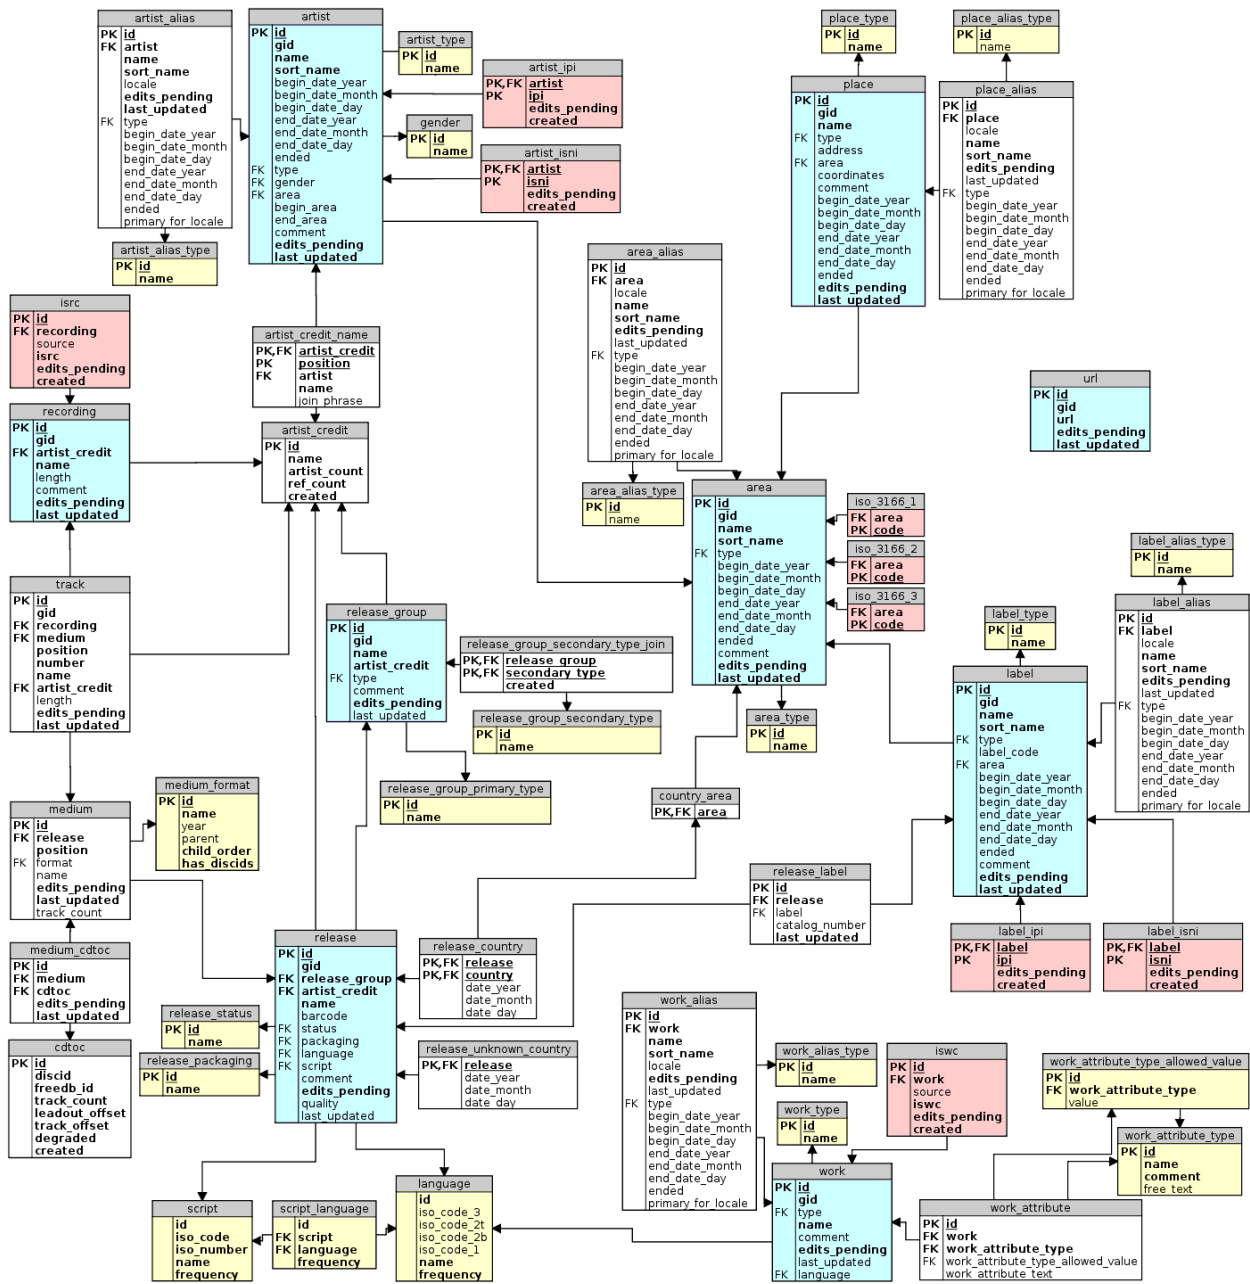 artist_alias
PK id
FK artist
name
sort_name
locale
edits_pending
last_updated
FK type
begin_date_year
begin_date_month
begin_date_day
end_date_year
end_date_month
end_date_day
ended
primary_for_locale
artist
PK id
gid
name
sort_name
begin_date_year
begin_date_month
begin_date_day
end_date_year
end_date_month
end_date_day
ended
FK type
FK gender
FK area
begin_area
end_area
comment
edits_pending
last_updated
artist_type
PK id
name
artist_ipi
PK,FK artist
PK ipi
edits_pending
created
gender
PK id
name
artist_isni
PK,FK artist
PK isni
edits_pending
created
place_type
PK id
name
place_alias_type
PK id
name
place
PK id
gid
name
FK type
address
FK area
coordinates
comment
begin_date_year
begin_date_month
begin_date_day
end_date_year
end_date_month
end_date_day
ended
edits_pending
last_updated
place_alias
PK id
FK place
locale
name
sort_name
edits_pending
last_updated
FK type
begin_date_year
begin_date_month
begin_date_day
end_date_year
end_date_month
end_date_day
ended
primary_for_locale
artist_alias_type
PK id
name
area_alias
PK id
FK area
locale
name
sort_name
edits_pending
last_updated
FK type
begin_date_year
begin_date_month
begin_date_day
end_date_year
end_date_month
end_date_day
ended
primary_for_locale
isrc
PK id
FK recording
source
isrc
edits_pending
created
artist_credit_name
PK,FK artist_credit
PK position
FK artist
name
join_phrase
url
PK id
gid
url
edits_pending
last_updated
recording
PK id
gid
FK artist_credit
name
length
comment
edits_pending
last_updated
artist_credit
PK id
name
artist_count
ref_count
created
area_alias_type
PK id
name
area
PK id
gid
name
sort_name
FK type
begin_date_year
begin_date_month
begin_date_day
end_date_year
end_date_month
end_date_day
ended
comment
edits_pending
last_updated
iso_3166_1
FK area
PK code
iso_3166_2
FK area
PK code
iso_3166_3
FK area
PK code
label_alias_type
PK id
name
track
PK id
gid
FK recording
FK medium
position
number
name
FK artist_credit
length
edits_pending
last_updated
release_group
PK id
gid
name
artist_credit
FK type
comment
edits_pending
last_updated
release_group_secondary_type_join
PK,FK release_group
PK,FK secondary_type
created
release_group_secondary_type
PK id
name
label_type
PK id
name
label_alias
PK id
FK label
locale
name
sort_name
edits_pending
last_updated
FK type
begin_date_year
begin_date_month
begin_date_day
end_date_year
end_date_month
end_date_day
ended
primary_for_locale
label
PK id
gid
name
sort_name
FK type
label_code
FK area
begin_date_year
begin_date_month
begin_date_day
end_date_year
end_date_month
end_date_day
ended
comment
edits_pending
last_updated
area_type
PK id
name
medium_format
PK id
name
year
parent
child_order
has_discids
release_group_primary_type
PK id
name
country_area
PK,FK area
medium
PK id
FK release
position
FK format
name
edits_pending
last_updated
track_count
release_label
PK id
FK release
FK label
catalog_number
last_updated
label_ipi
PK,FK label
PK ipi
edits_pending
created
label_isni
PK,FK label
PK isni
edits_pending
created
medium_cdtoc
PK id
FK medium
FK cdtoc
edits_pending
last_updated
release
PK id
gid
FK release_group
FK artist_credit
name
barcode
FK status
FK packaging
FK language
FK script
comment
edits_pending
quality
last_updated
release_country
PK,FK release
PK,FK country
date_year
date_month
date_day
release_status
PK id
name
release_packaging
PK id
name
release_unknown_country
PK,FK release
date_year
date_month
date_day
cdtoc
PK id
discid
freedb_id
track_count
leadout_offset
track_offset
degraded
created
work_alias
PK id
FK work
name
sort_name
locale
edits_pending
last_updated
FK type
begin_date_year
begin_date_month
begin_date_day
end_date_year
end_date_month
end_date_day
ended
primary_for_locale
work_alias_type
PK id
name
iswc
PK id
FK work
source
iswc
edits_pending
created
work_attribute_type_allowed_value
PK id
FK work_attribute_type
value
work_type
PK id
name
work_attribute_type
PK id
name
comment
free_text
work
PK id
gid
FK type
name
comment
edits_pending
last_updated
FK language
work_attribute
PK id
FK work
FK work_attribute_type
FK work_attribute_type_allowed_value
work_attribute_text
script
id
iso_code
iso_number
name
frequency
script_language
id
FK script
FK language
frequency
language
id
iso_code_3
iso_code_2t
iso_code_2b
iso_code_1
name
frequency